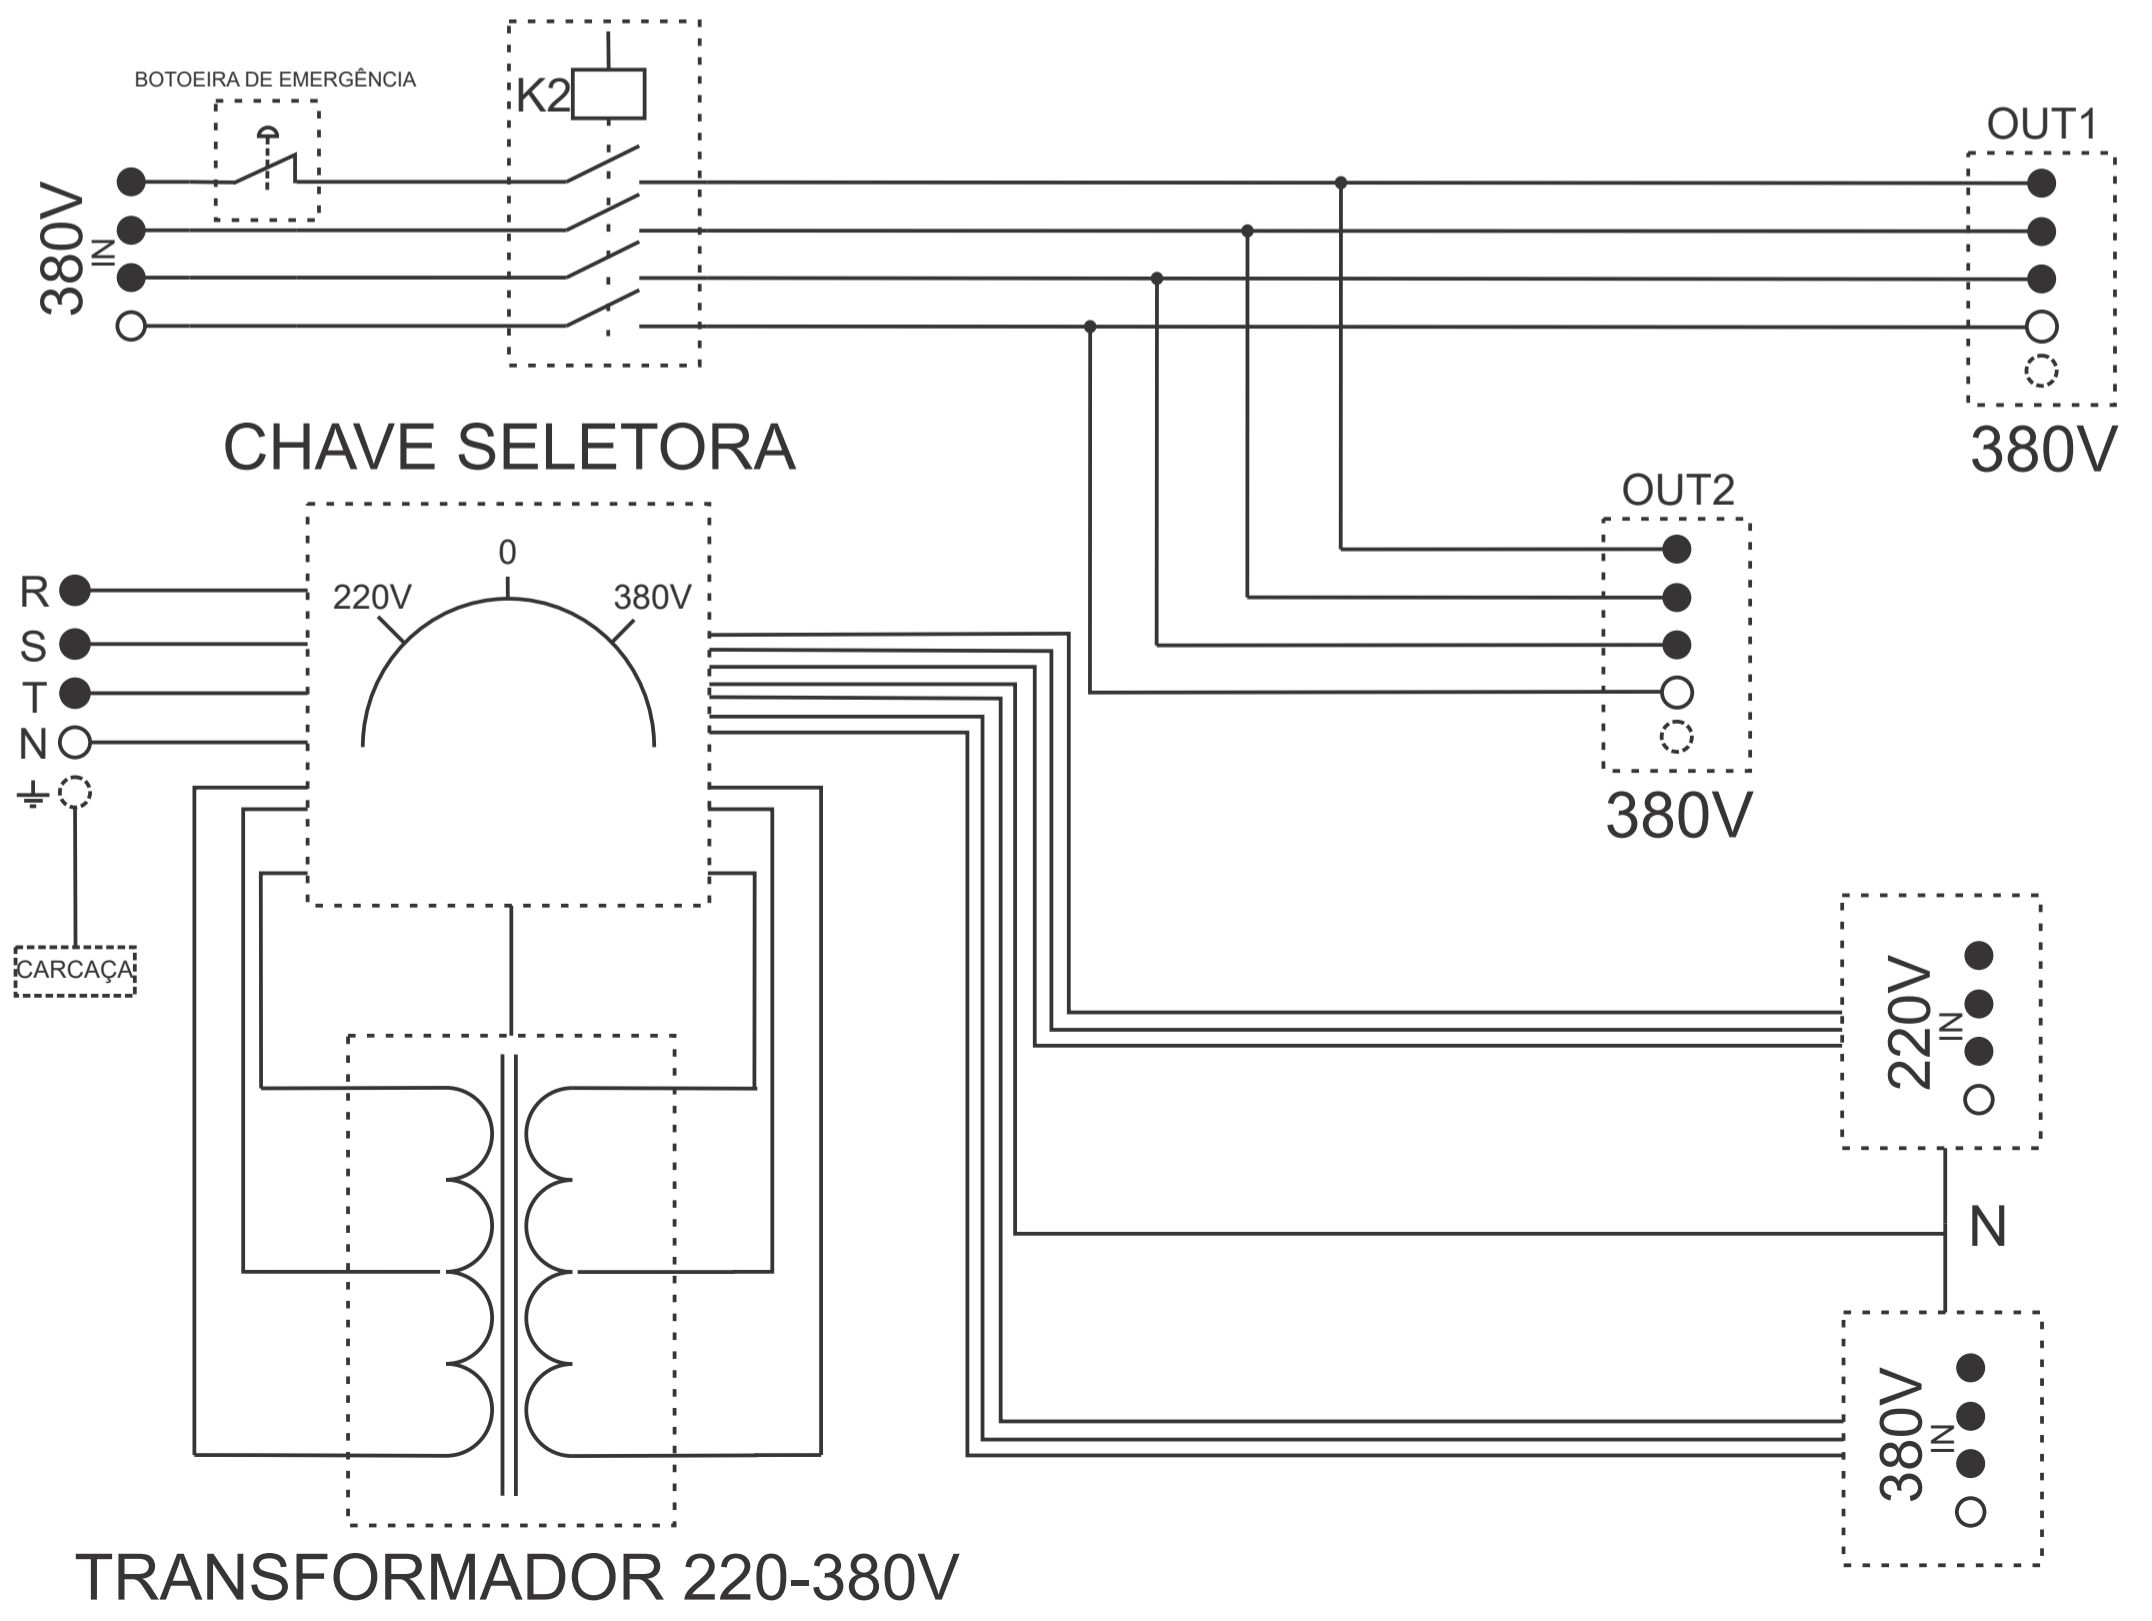 BOTOEIRA DE EMERGÊNCIA
K2
380V
IN
OUT1
380V
CHAVE SELETORA
OUT2
380V
0
220V
380V
R
S
T
N
CARCAÇA
220V
IN
N
380V
IN
TRANSFORMADOR 220-380V